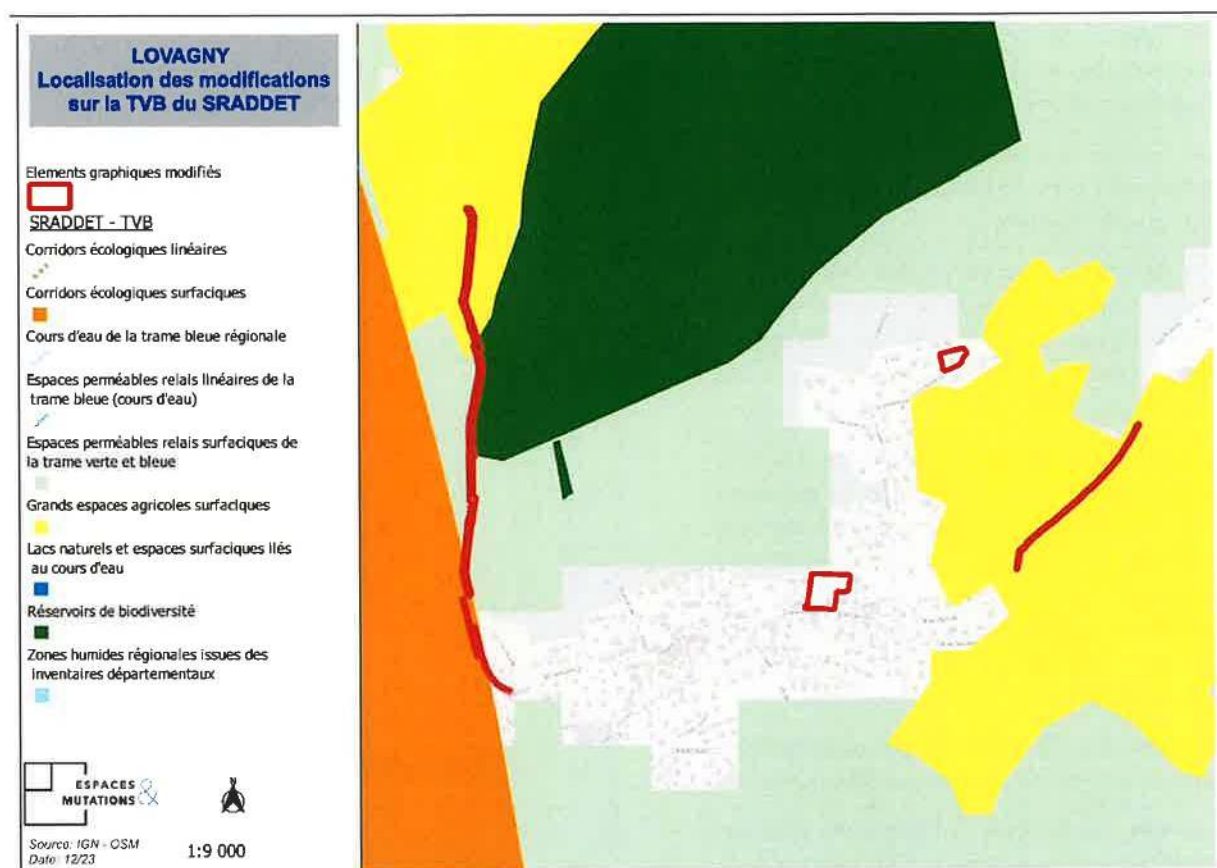 LOVAGNY
Localisation des modifications
sur la TVB du SRADDET
Elements graphiques modifiés
SRADDET - TVB
Corridors écologiques linéaires
Corridors écologiques surfaciques
Cours d'eau de la trame bleue régionale
Espaces perméables relais linéaires de la
trame bleue (cours d'eau)
Espaces perméables relais surfaciques de
la trame verte et bleue
Grands espaces agricoles surfaciques
Lacs naturels et espaces surfaciques liés
au cours d'eau
Réservoirs de biodiversité
Zones humides régionales issues des
inventaires départementaux
ESPACES
MUTATIONS &
N
Source: IGN - OSM
Date: 12/23
1:9 000